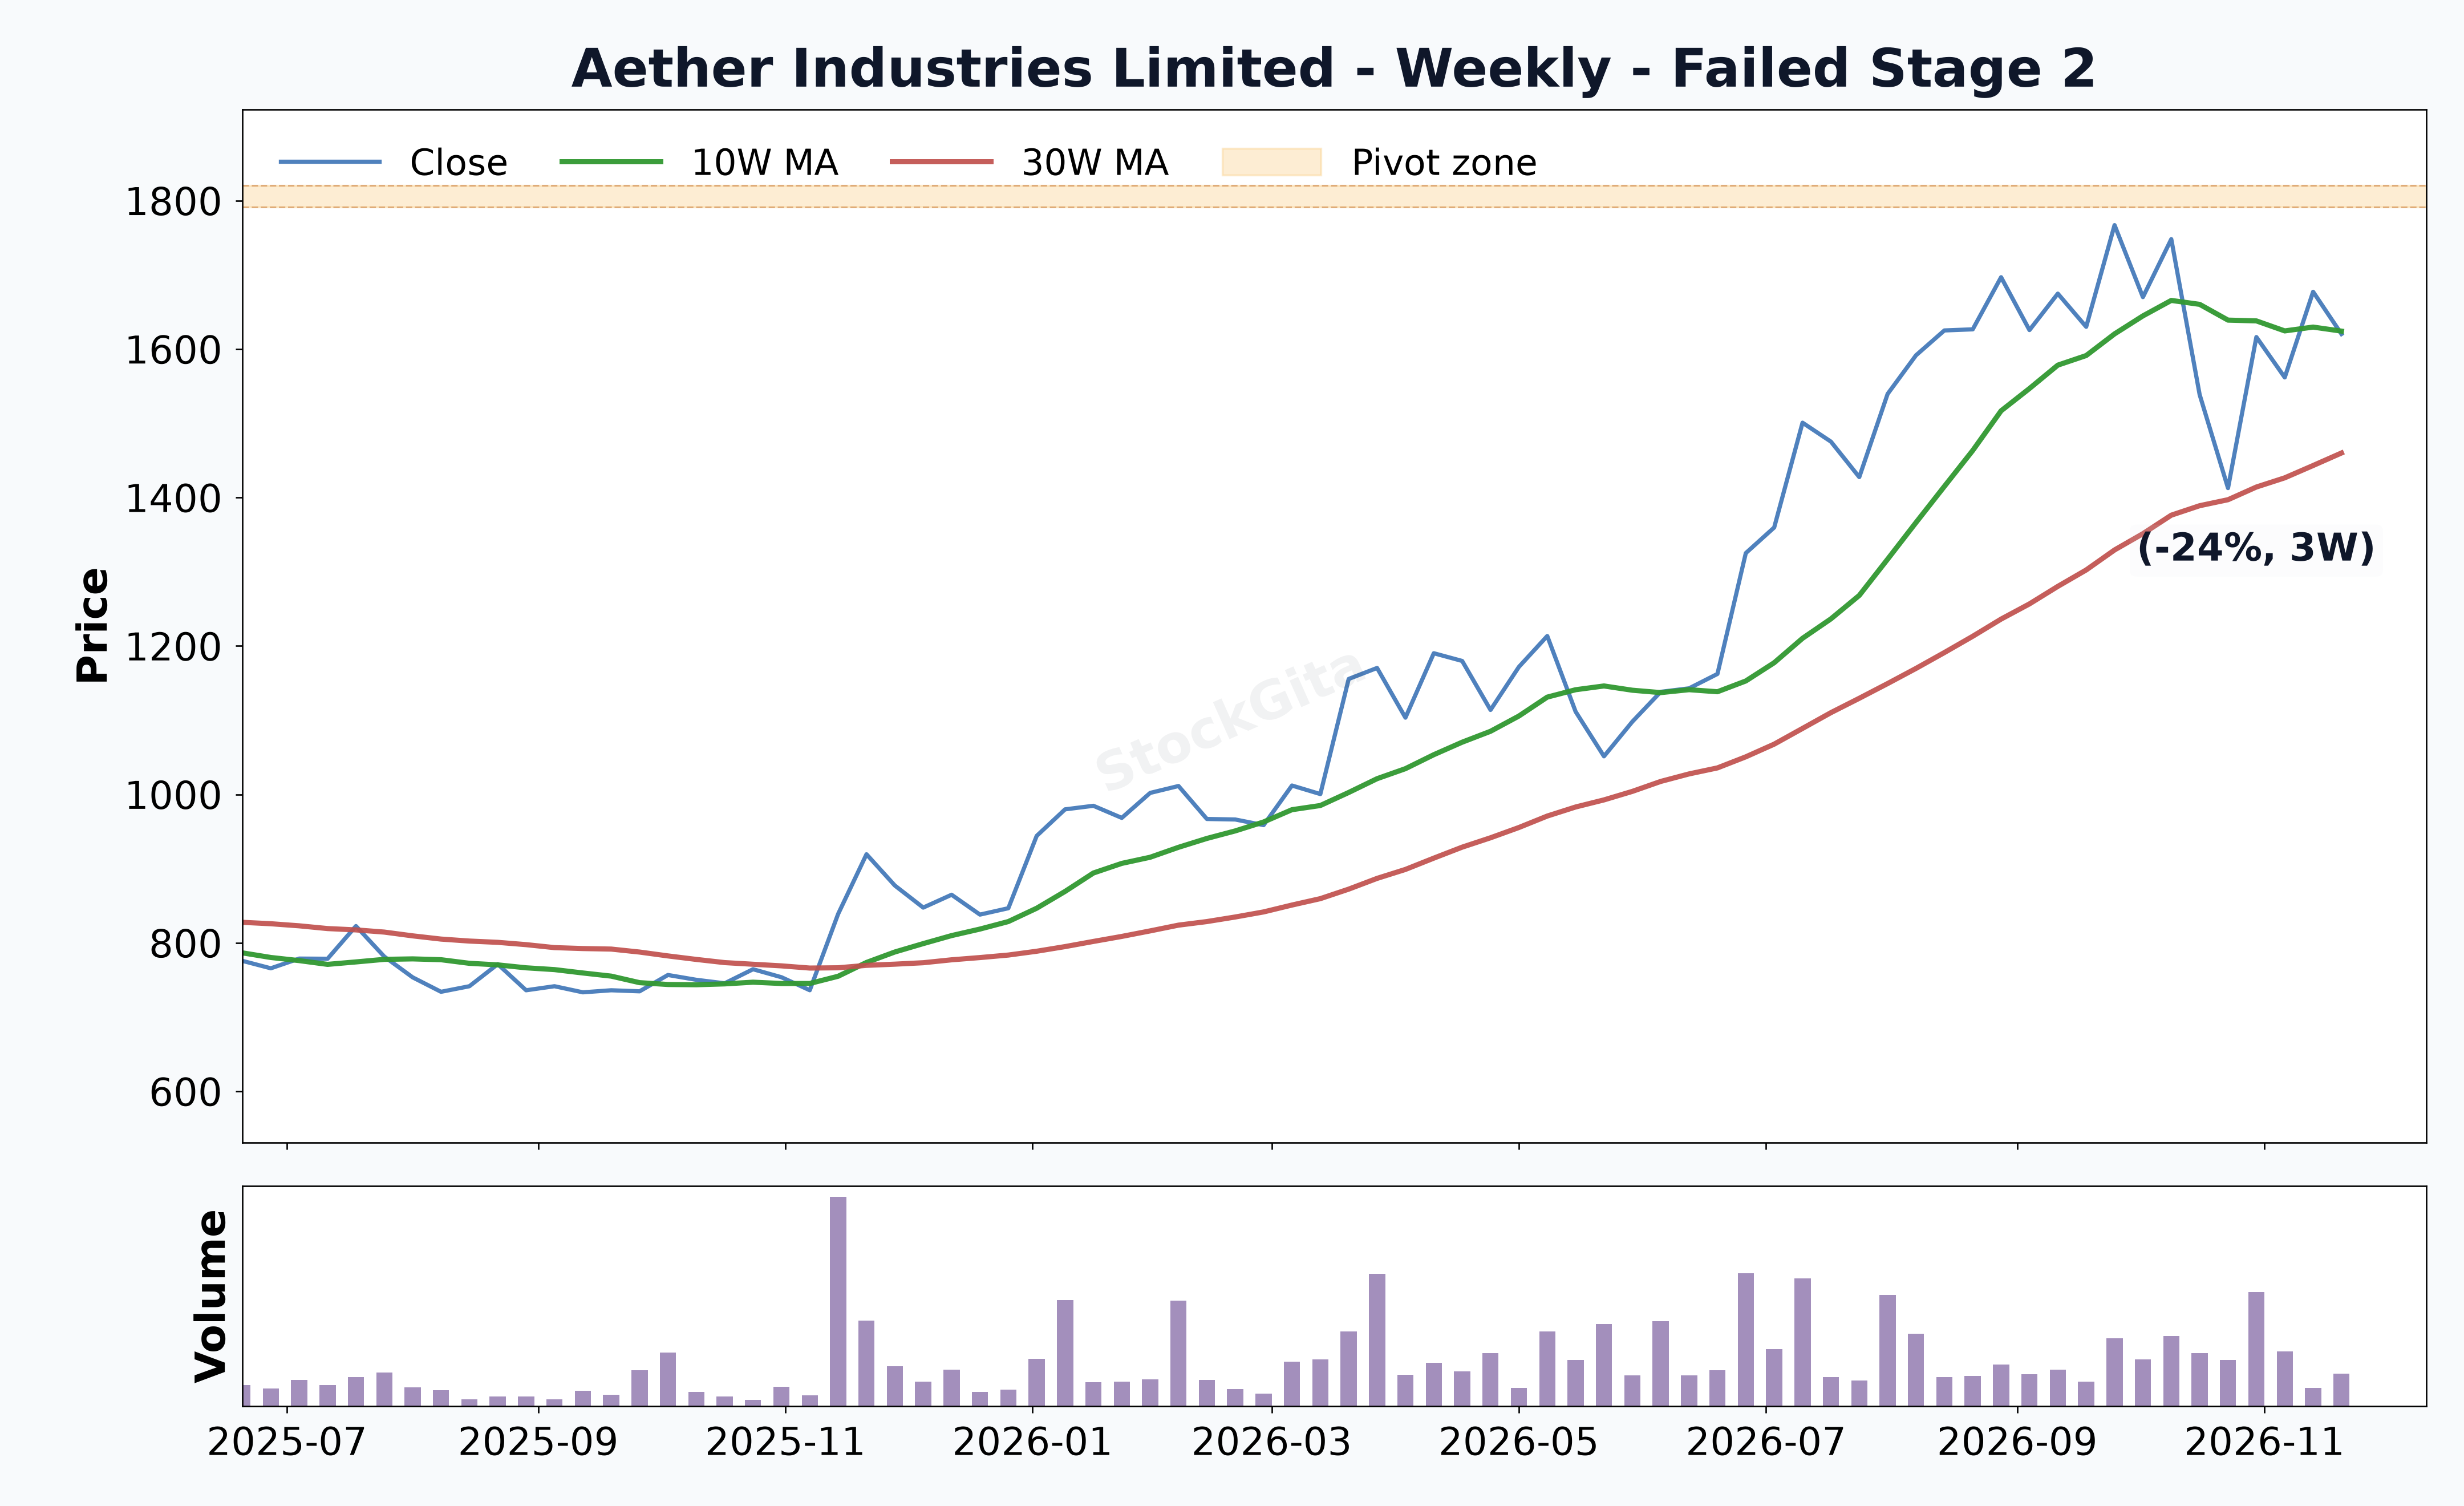 Aether Industries Limited - Weekly - Failed Stage 2
Close 10W MA 30W MA Pivot zone
1800
1600
1400
1200
1000
800
600
Price
(-24%, 3W)
StockGita
Volume
2025-07 2025-09 2025-11 2026-01 2026-03 2026-05 2026-07 2026-09 2026-11